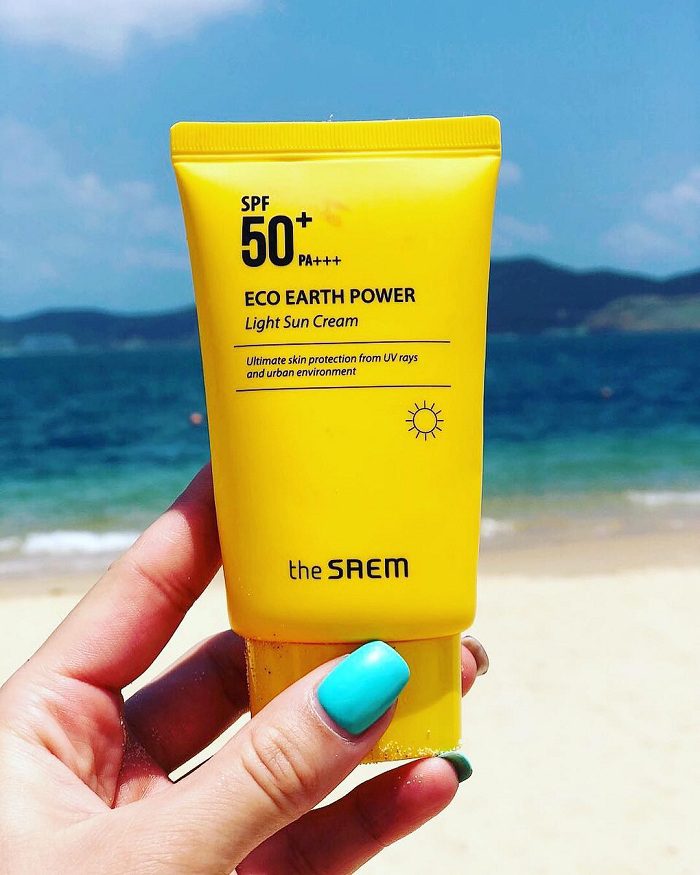 SPF
50+
PA+++
ECO EARTH POWER
Light Sun Cream
Ultimate skin protection from UV rays
and urban environment
the SAEM